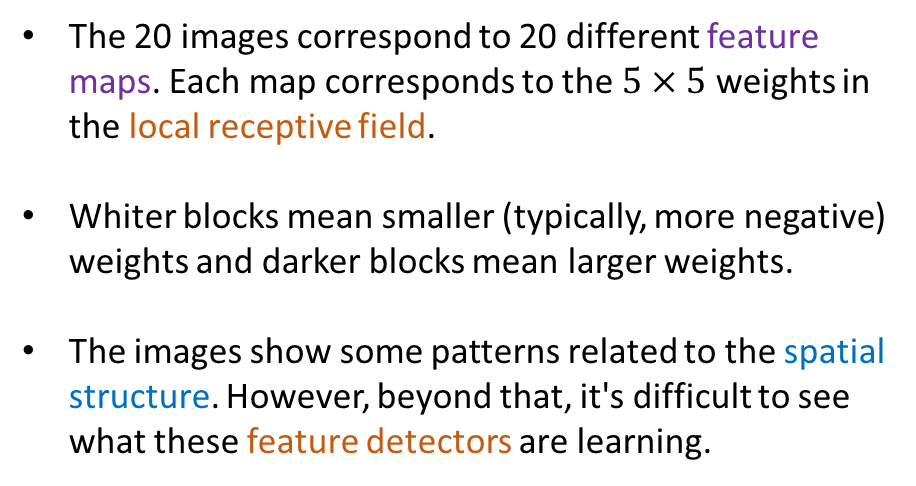 • The 20 images correspond to 20 different feature
maps. Each map corresponds to the 5 × 5 weights in
the local receptive field.
• Whiter blocks mean smaller (typically, more negative)
weights and darker blocks mean larger weights.
• The images show some patterns related to the spatial
structure. However, beyond that, it's difficult to see
what these feature detectors are learning.